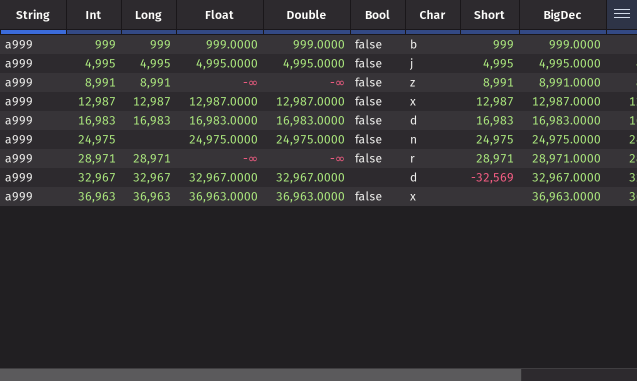 String Int Long Float Double Bool Char Short BigDec
a999 999 999 999.0000 999.0000 false b 999 999.0000
a999 4,995 4,995 4,995.0000 4,995.0000 false j 4,995 4,995.0000
a999 8,991 8,991 -∞ -∞ false z 8,991 8,991.0000
a999 12,987 12,987 12,987.0000 12,987.0000 false x 12,987 12,987.0000
a999 16,983 16,983 16,983.0000 16,983.0000 false d 16,983 16,983.0000
a999 24,975 24,975.0000 24,975.0000 false n 24,975 24,975.0000
a999 28,971 28,971 -∞ -∞ false r 28,971 28,971.0000
a999 32,967 32,967 32,967.0000 32,967.0000 d -32,569 32,967.0000
a999 36,963 36,963 36,963.0000 36,963.0000 false x 36,963.0000